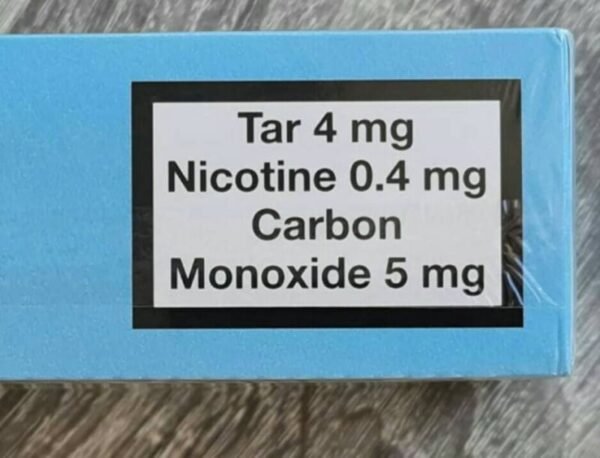 Tar 4 mg
Nicotine 0.4 mg
Carbon
Monoxide 5 mg